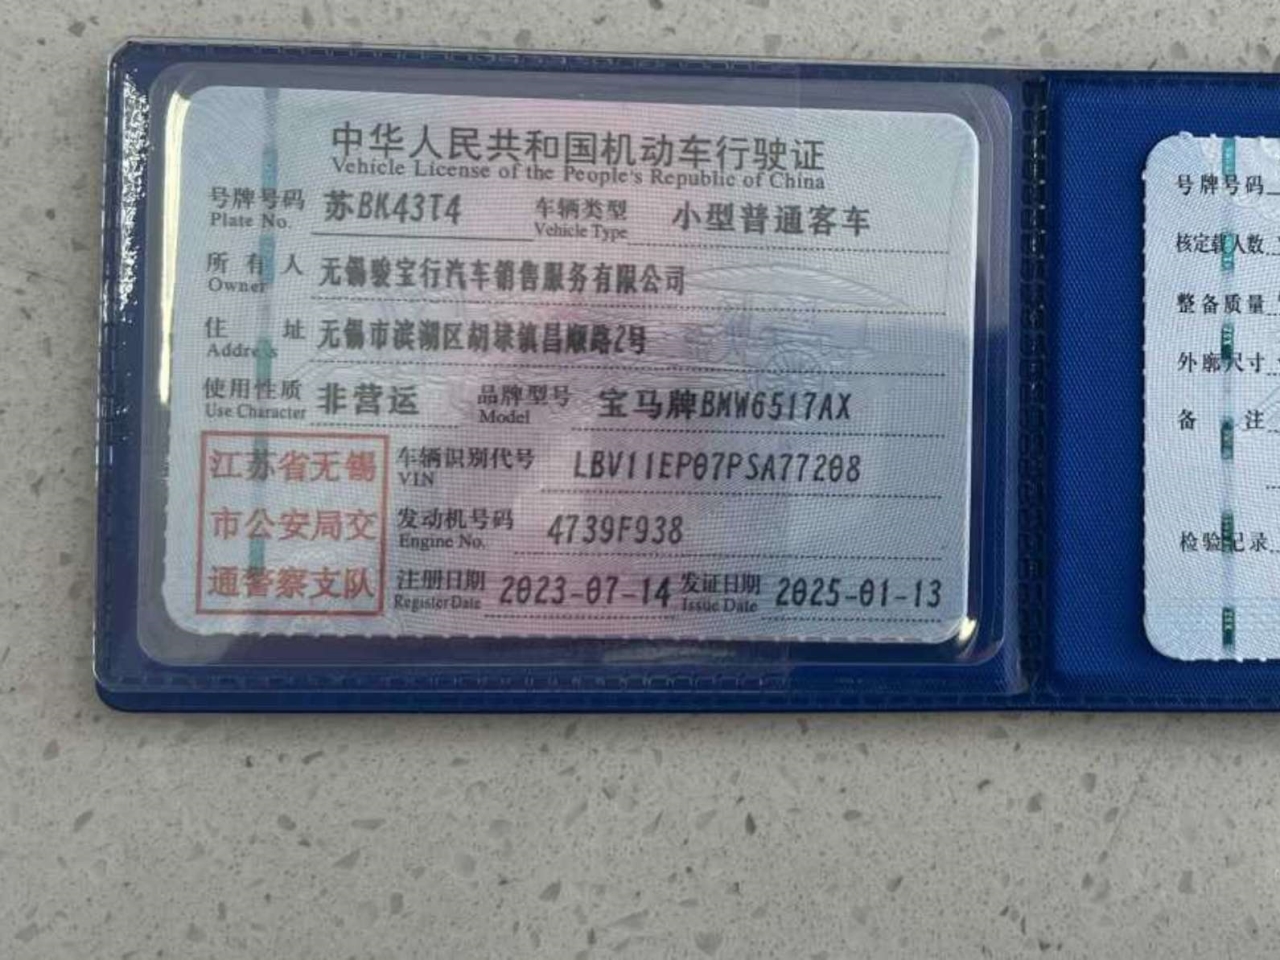 中华人民共和国机动车行驶证
Vehicle License of the People's Republic of China
号牌号码 苏BK43T4 车辆类型 小型普通客车
Plate No. Vehicle Type
所有人 无锡骏宝行汽车销售服务有限公司
Owner
住址 无锡市滨湖区胡埭镇昌顺路2号
Address
使用性质 非营运 品牌型号 宝马牌BMW6517AX
Use Character Model
江苏省无锡
市公安局交
通警察支队
车辆识别代号 LBV11EP07PSA77208
VIN
发动机号码 4739F938
Engine No.
注册日期 2023-07-14 发证日期 2025-01-13
Register Date Issue Date
号牌号码
核定载人数
整备质量
外廓尺寸
备注
检验记录